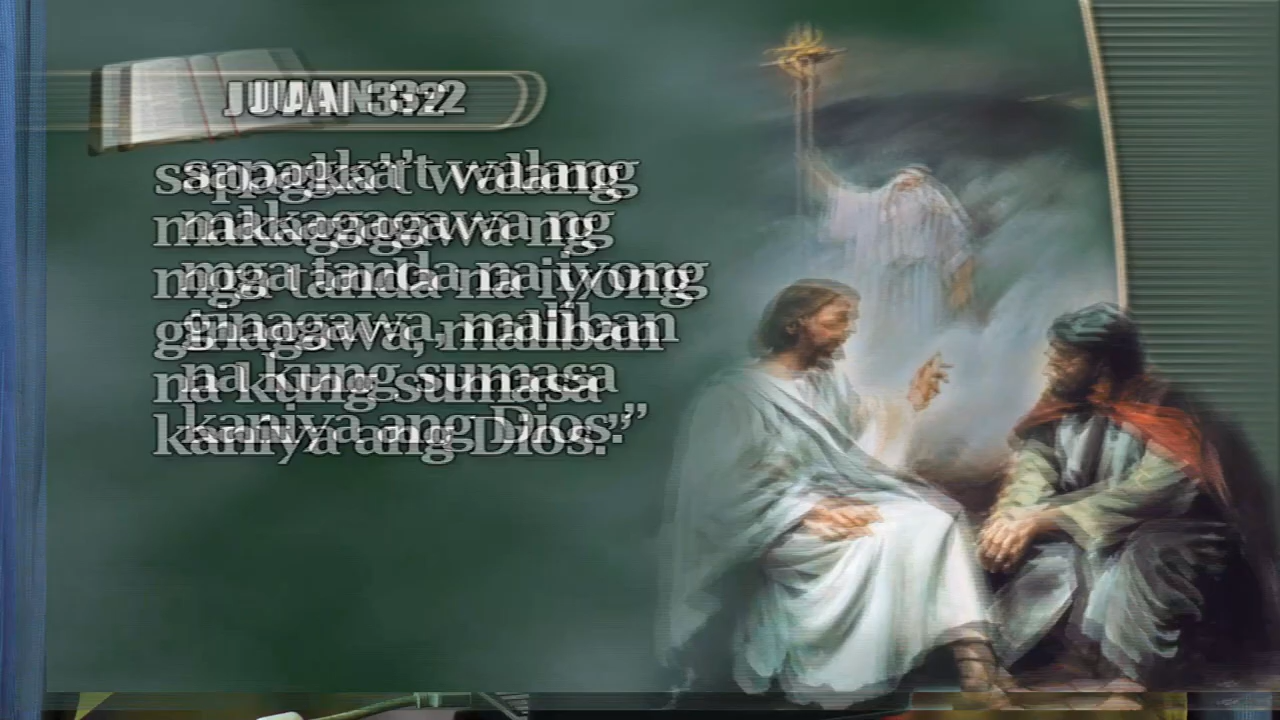 JUAN 3:2
sapagka't walang
makagagawa ng
mga tanda na iyong
ginagawa, maliban
na kung sumasa
kaniya ang Dios."